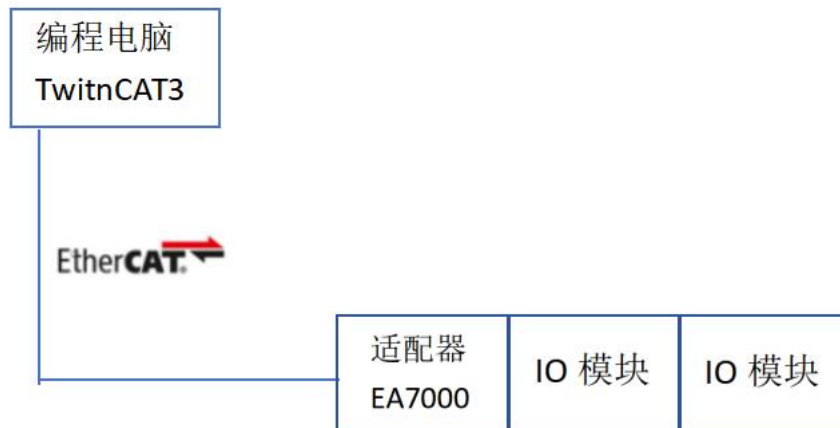 编程电脑
TwitnCAT3
EtherCAT®
适配器
EA7000
IO 模块
IO 模块